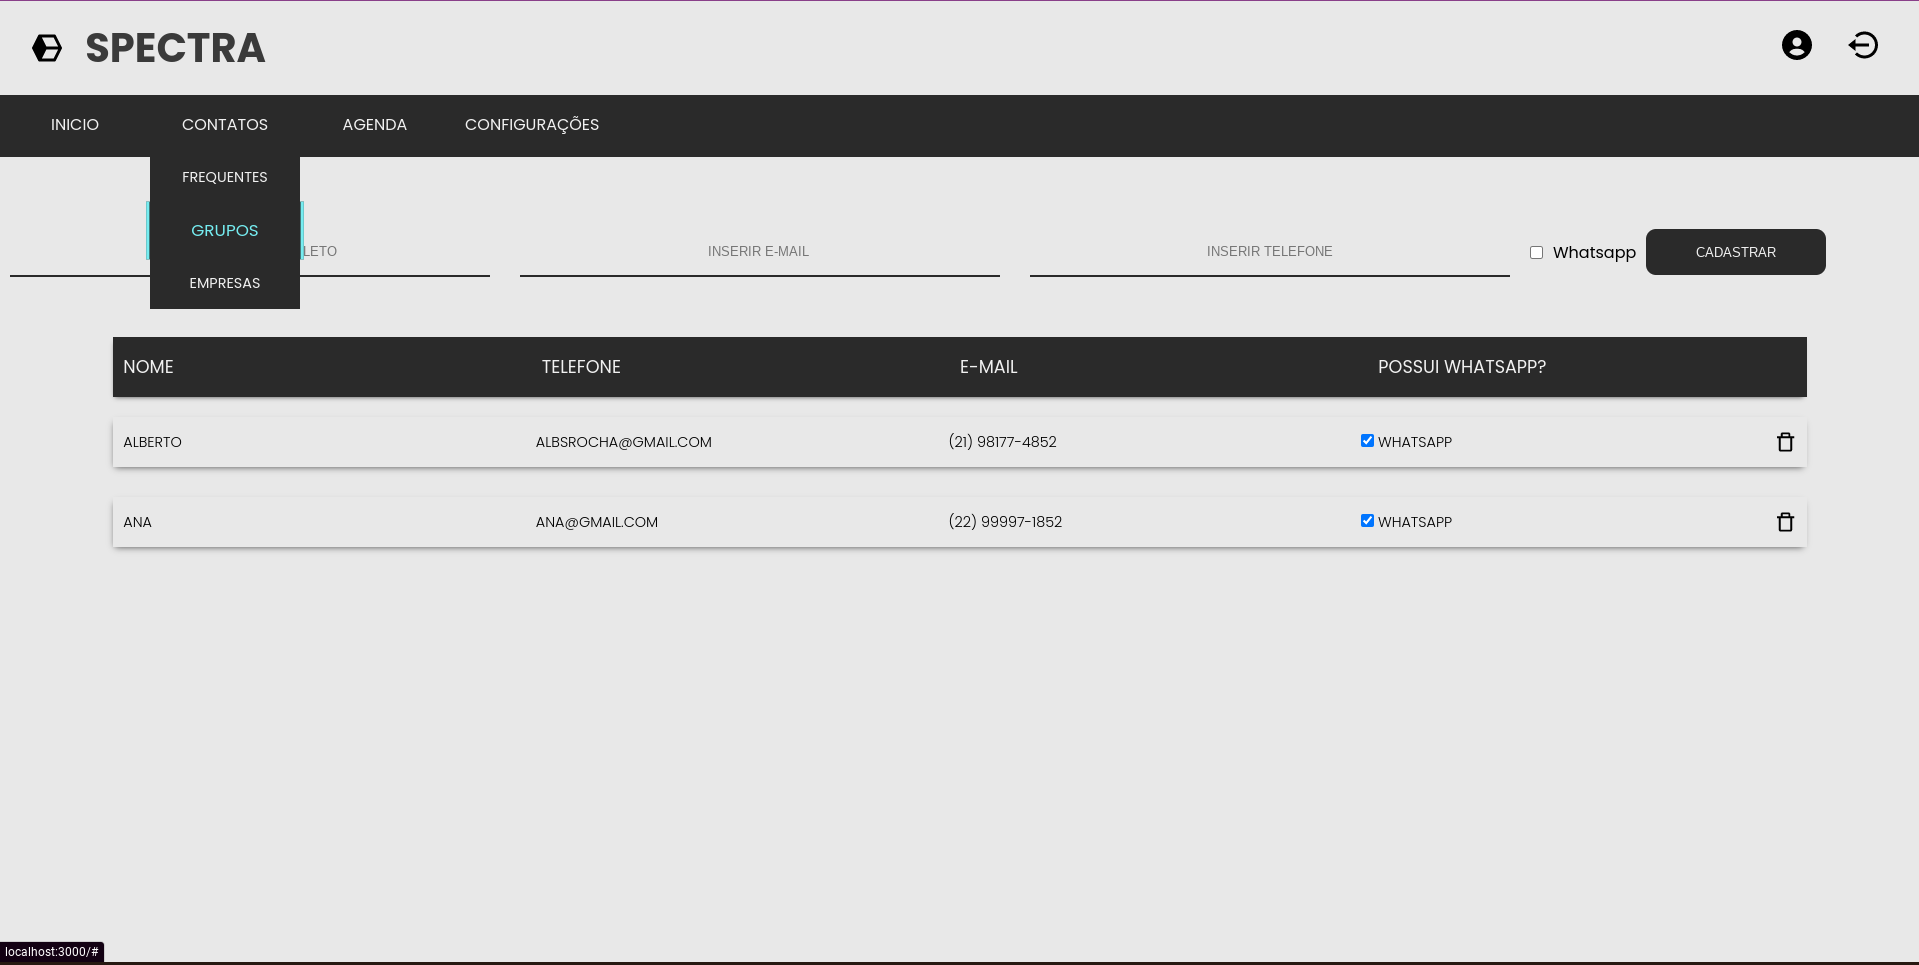 SPECTRA
INICIO CONTATOS AGENDA CONFIGURAÇÕES
FREQUENTES
GRUPOS
EMPRESAS
LETO INSERIR E-MAIL INSERIR TELEFONE Whatsapp CADASTRAR
NOME TELEFONE E-MAIL POSSUI WHATSAPP?
ALBERTO ALBSROCHA@GMAIL.COM (21) 98177-4852 WHATSAPP
ANA ANA@GMAIL.COM (22) 99997-1852 WHATSAPP
localhost:3000/#